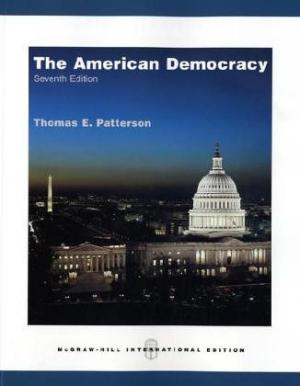 The American Democracy
Seventh Edition
Thomas E. Patterson
McGRAW-HILL INTERNATIONAL EDITION